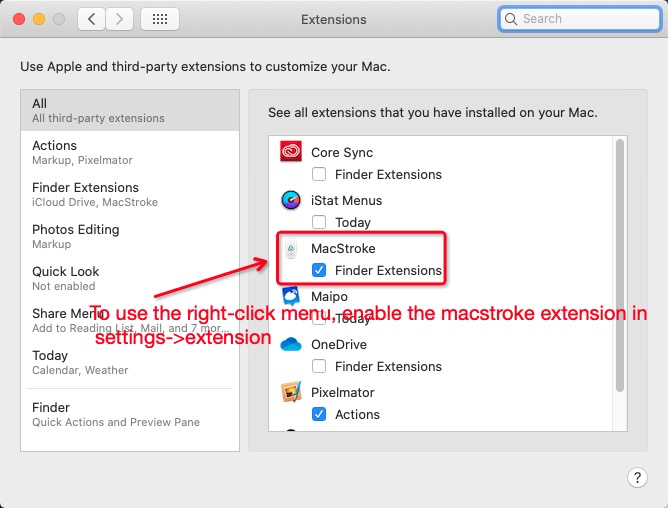 Extensions
Search
Use Apple and third-party extensions to customize your Mac.
All
All third-party extensions
Actions
Markup, Pixelmator
Finder Extensions
iCloud Drive, MacStroke
Photos Editing
Markup
Quick Look
Not enabled
Share Menu
Add to Reading List, Mail, and 7 mor...
Today
Calendar, Weather
Finder
Quick Actions and Preview Pane
See all extensions that you have installed on your Mac.
Core Sync
Finder Extensions
iStat Menus
Today
MacStroke
Finder Extensions
Maipo
Today
OneDrive
Finder Extensions
Pixelmator
Actions
To use the right-click menu, enable the macstroke extension in
settings->extension
?